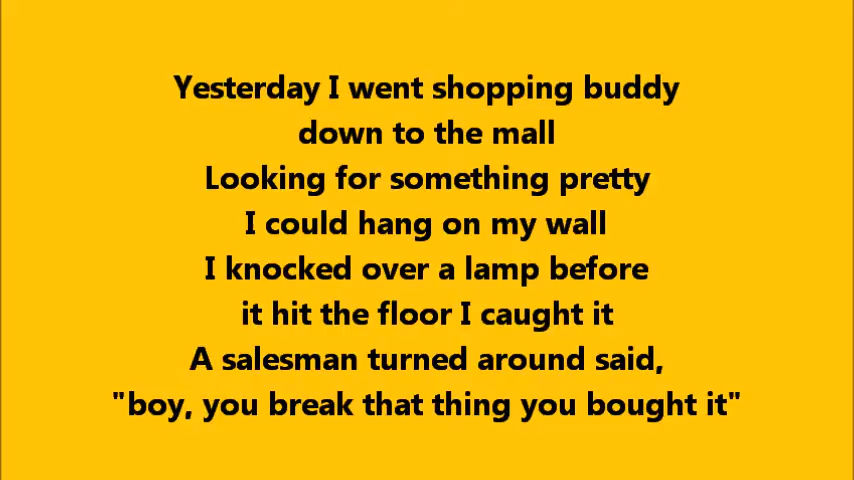 Yesterday I went shopping buddy
down to the mall
Looking for something pretty
I could hang on my wall
I knocked over a lamp before
it hit the floor I caught it
A salesman turned around said,
"boy, you break that thing you bought it"